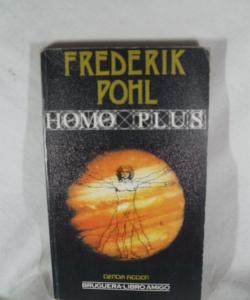 FREDERIK
POHL
HOMO PLUS
CIENCIA FICCION
BRUGUERA-LIBRO AMIGO